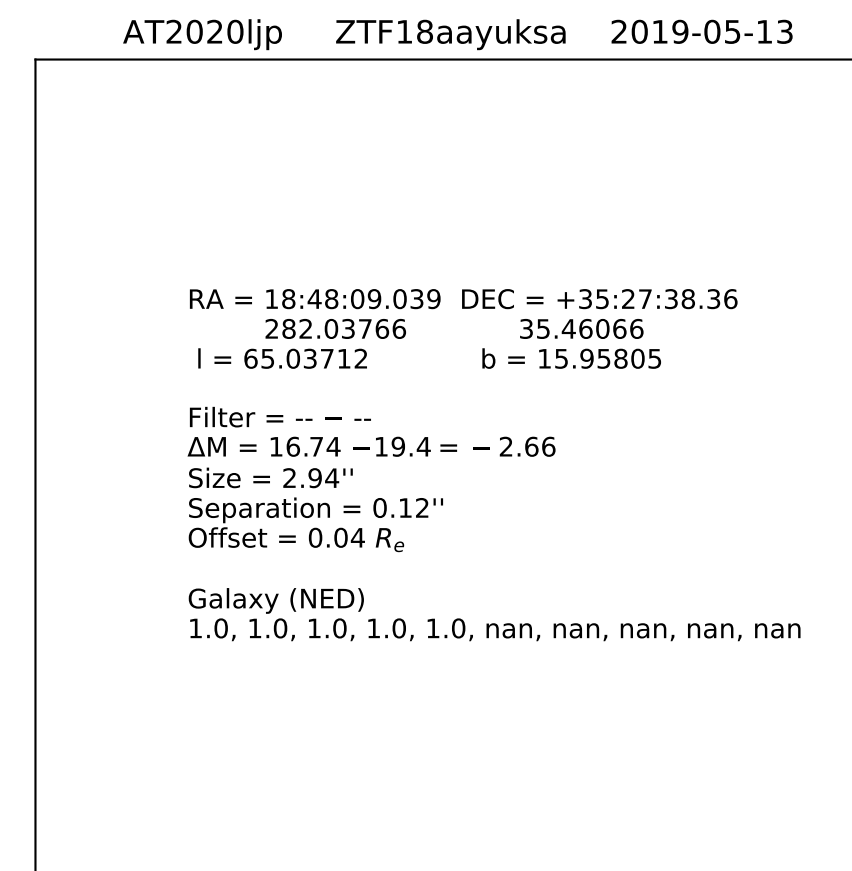 AT2020ljp ZTF18aayuksa 2019-05-13
RA = 18:48:09.039 DEC = +35:27:38.36
282.03766 35.46066
l = 65.03712 b = 15.95805
Filter = -- − --
ΔM = 16.74 −19.4 = −2.66
Size = 2.94''
Separation = 0.12''
Offset = 0.04 Re
Galaxy (NED)
1.0, 1.0, 1.0, 1.0, 1.0, nan, nan, nan, nan, nan